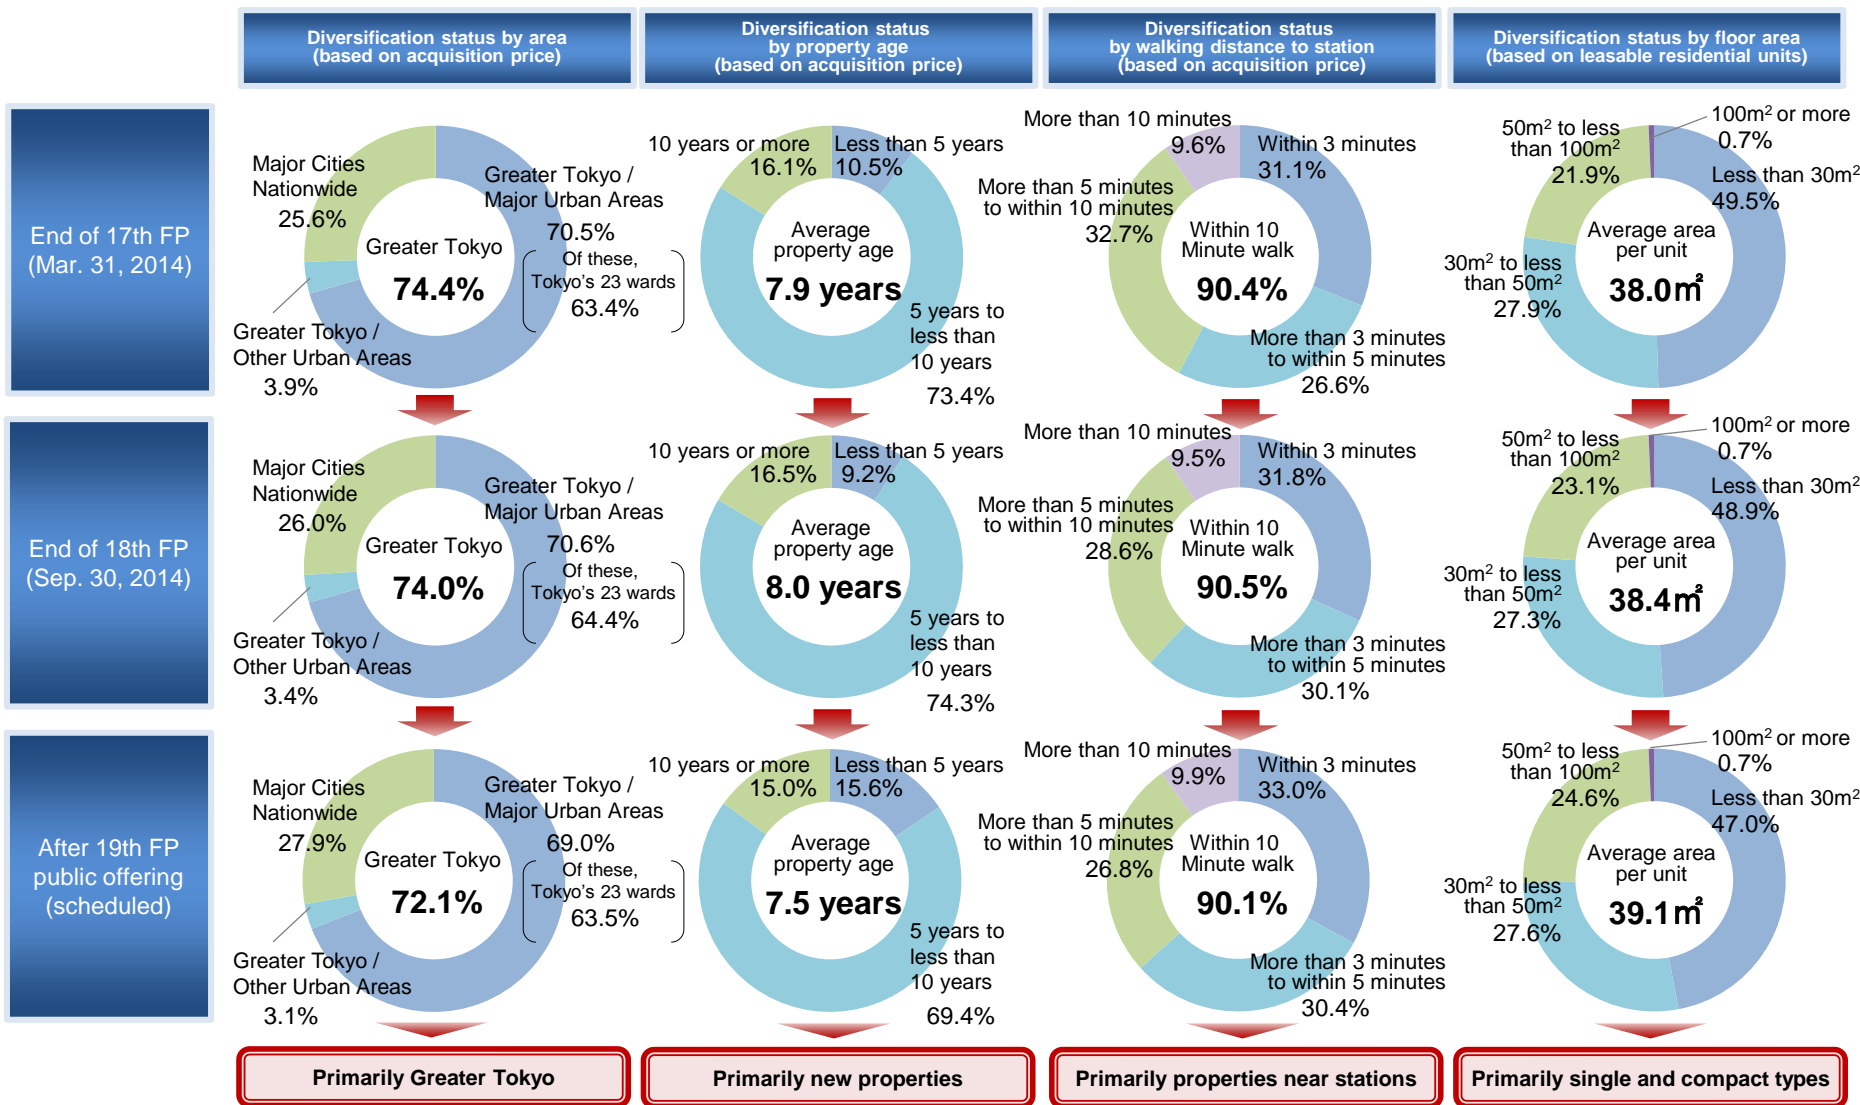 Diversification status by area
(based on acquisition price)
Diversification status
by property age
(based on acquisition price)
Diversification status
by walking distance to station
(based on acquisition price)
Diversification status by floor area
(based on leasable residential units)
End of 17th FP
(Mar. 31, 2014)
Major Cities
Nationwide
25.6%
Greater Tokyo /
Major Urban Areas
70.5%
Of these,
Tokyo's 23 wards
63.4%
Greater Tokyo
74.4%
Greater Tokyo /
Other Urban Areas
3.9%
10 years or more
16.1%
Less than 5 years
10.5%
Average
property age
7.9 years
5 years to
less than
10 years
73.4%
More than 10 minutes
9.6%
Within 3 minutes
31.1%
More than 5 minutes
to within 10 minutes
32.7%
Within 10
Minute walk
90.4%
More than 3 minutes
to within 5 minutes
26.6%
50m² to less
than 100m²
21.9%
100m² or more
0.7%
Less than 30m²
49.5%
Average area
per unit
38.0㎡
30m² to less
than 50m²
27.9%
End of 18th FP
(Sep. 30, 2014)
Major Cities
Nationwide
26.0%
Greater Tokyo /
Major Urban Areas
70.6%
Of these,
Tokyo's 23 wards
64.4%
Greater Tokyo
74.0%
Greater Tokyo /
Other Urban Areas
3.4%
10 years or more
16.5%
Less than 5 years
9.2%
Average
property age
8.0 years
5 years to
less than
10 years
74.3%
More than 10 minutes
9.5%
Within 3 minutes
31.8%
More than 5 minutes
to within 10 minutes
28.6%
Within 10
Minute walk
90.5%
More than 3 minutes
to within 5 minutes
30.1%
50m² to less
than 100m²
23.1%
100m² or more
0.7%
Less than 30m²
48.9%
Average area
per unit
38.4㎡
30m² to less
than 50m²
27.3%
After 19th FP
public offering
(scheduled)
Major Cities
Nationwide
27.9%
Greater Tokyo /
Major Urban Areas
69.0%
Of these,
Tokyo's 23 wards
63.5%
Greater Tokyo
72.1%
Greater Tokyo /
Other Urban Areas
3.1%
10 years or more
15.0%
Less than 5 years
15.6%
Average
property age
7.5 years
5 years to
less than
10 years
69.4%
More than 10 minutes
9.9%
Within 3 minutes
33.0%
More than 5 minutes
to within 10 minutes
26.8%
Within 10
Minute walk
90.1%
More than 3 minutes
to within 5 minutes
30.4%
50m² to less
than 100m²
24.6%
100m² or more
0.7%
Less than 30m²
47.0%
Average area
per unit
39.1㎡
30m² to less
than 50m²
27.6%
Primarily Greater Tokyo
Primarily new properties
Primarily properties near stations
Primarily single and compact types